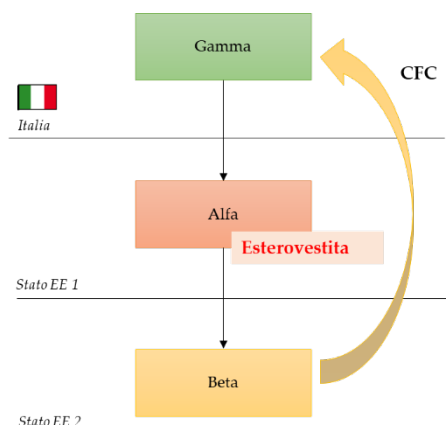 Gamma
CFC
Italia
Alfa
Esterovestita
Stato EE 1
Beta
Stato EE 2